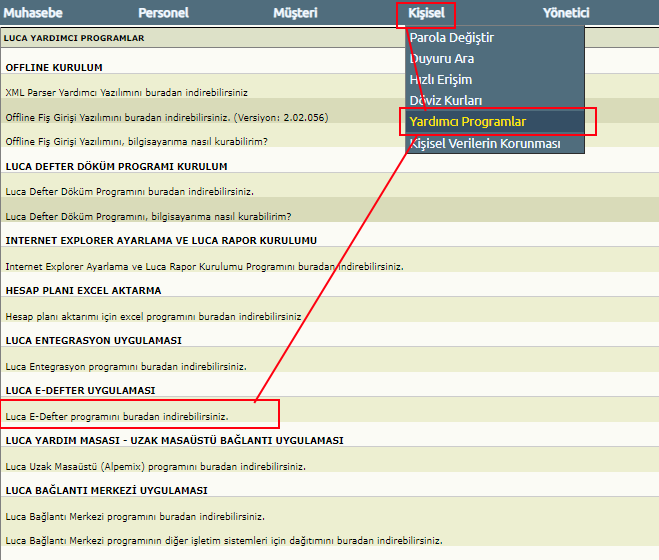 Muhasebe Personel Müşteri Kişisel Yönetici
LUCA YARDIMCI PROGRAMLAR
Parola Değiştir
Duyuru Ara
Hızlı Erişim
Döviz Kurları
Yardımcı Programlar
Kişisel Verilerin Korunması
OFFLINE KURULUM
XML Parser Yardımcı Yazılımını buradan indirebilirsiniz
Offline Fiş Girişi Yazılımını buradan indirebilirsiniz. (Versiyon: 2.02.056)
Offline Fiş Girişi Yazılımını, bilgisayarıma nasıl kurabilirim?
LUCA DEFTER DÖKÜM PROGRAMI KURULUM
Luca Defter Döküm Programını buradan indirebilirsiniz.
Luca Defter Döküm Programını, bilgisayarıma nasıl kurabilirim?
INTERNET EXPLORER AYARLAMA VE LUCA RAPOR KURULUMU
Internet Explorer Ayarlama ve Luca Rapor Kurulumu Programını buradan indirebilirsiniz.
HESAP PLANI EXCEL AKTARMA
Hesap planı aktarımı için excel programını buradan indirebilirsiniz
LUCA ENTEGRASYON UYGULAMASI
Luca Entegrasyon programını buradan indirebilirsiniz.
LUCA E-DEFTER UYGULAMASI
Luca E-Defter programını buradan indirebilirsiniz.
LUCA YARDIM MASASI - UZAK MASAÜSTÜ BAĞLANTI UYGULAMASI
Luca Uzak Masaüstü (Alpemix) programını buradan indirebilirsiniz.
LUCA BAĞLANTI MERKEZİ UYGULAMASI
Luca Bağlantı Merkezi programını buradan indirebilirsiniz.
Luca Bağlantı Merkezi programının diğer işletim sistemleri için dağıtımını buradan indirebilirsiniz.